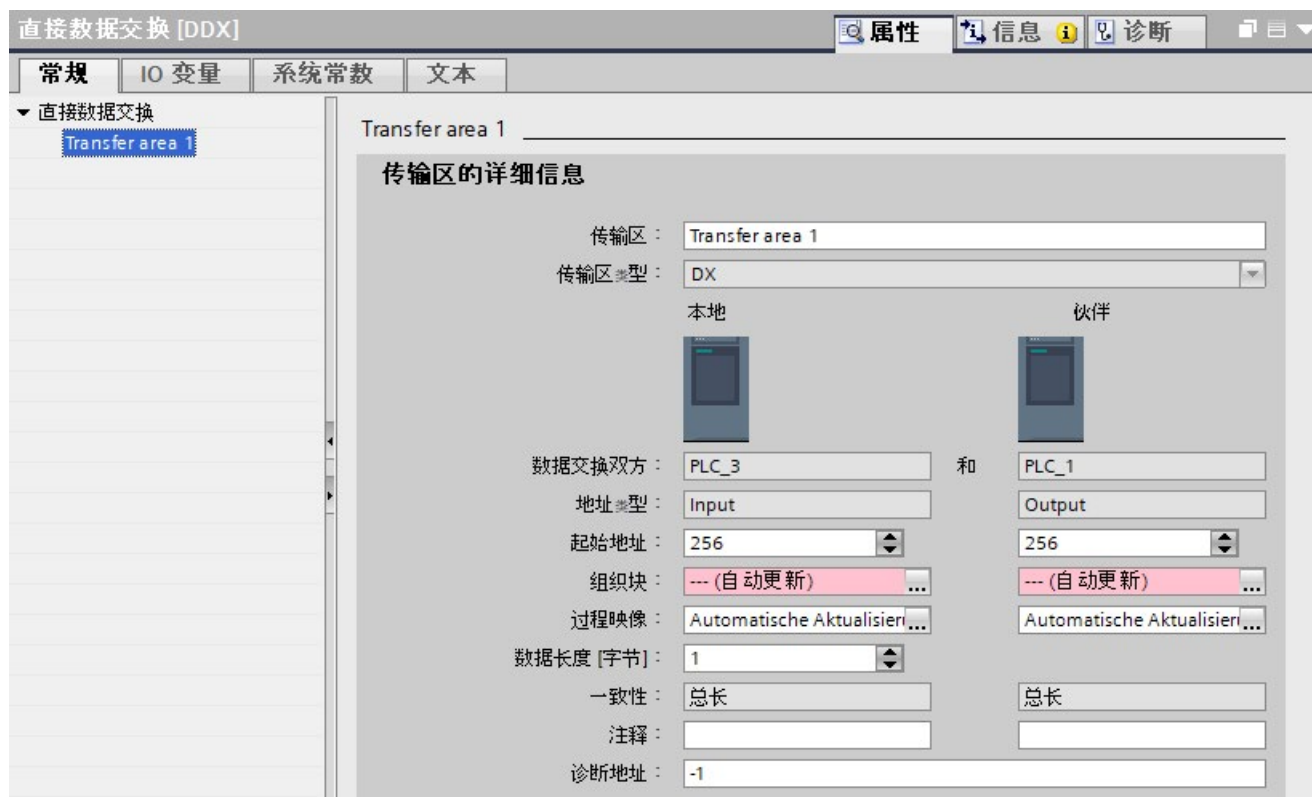 直接数据交换 [DDX]
属性 信息 诊断
常规 IO 变量 系统常数 文本
直接数据交换
Transfer area 1
Transfer area 1
传输区的详细信息
传输区： Transfer area 1
传输区类型： DX
本地 伙伴
数据交换双方： PLC_3 和 PLC_1
地址类型： Input Output
起始地址： 256 256
组织块： --- (自动更新) ... --- (自动更新) ...
过程映像： Automatische Aktualisier ... Automatische Aktualisier ...
数据长度 [字节]： 1
一致性： 总长 总长
注释：
诊断地址： -1